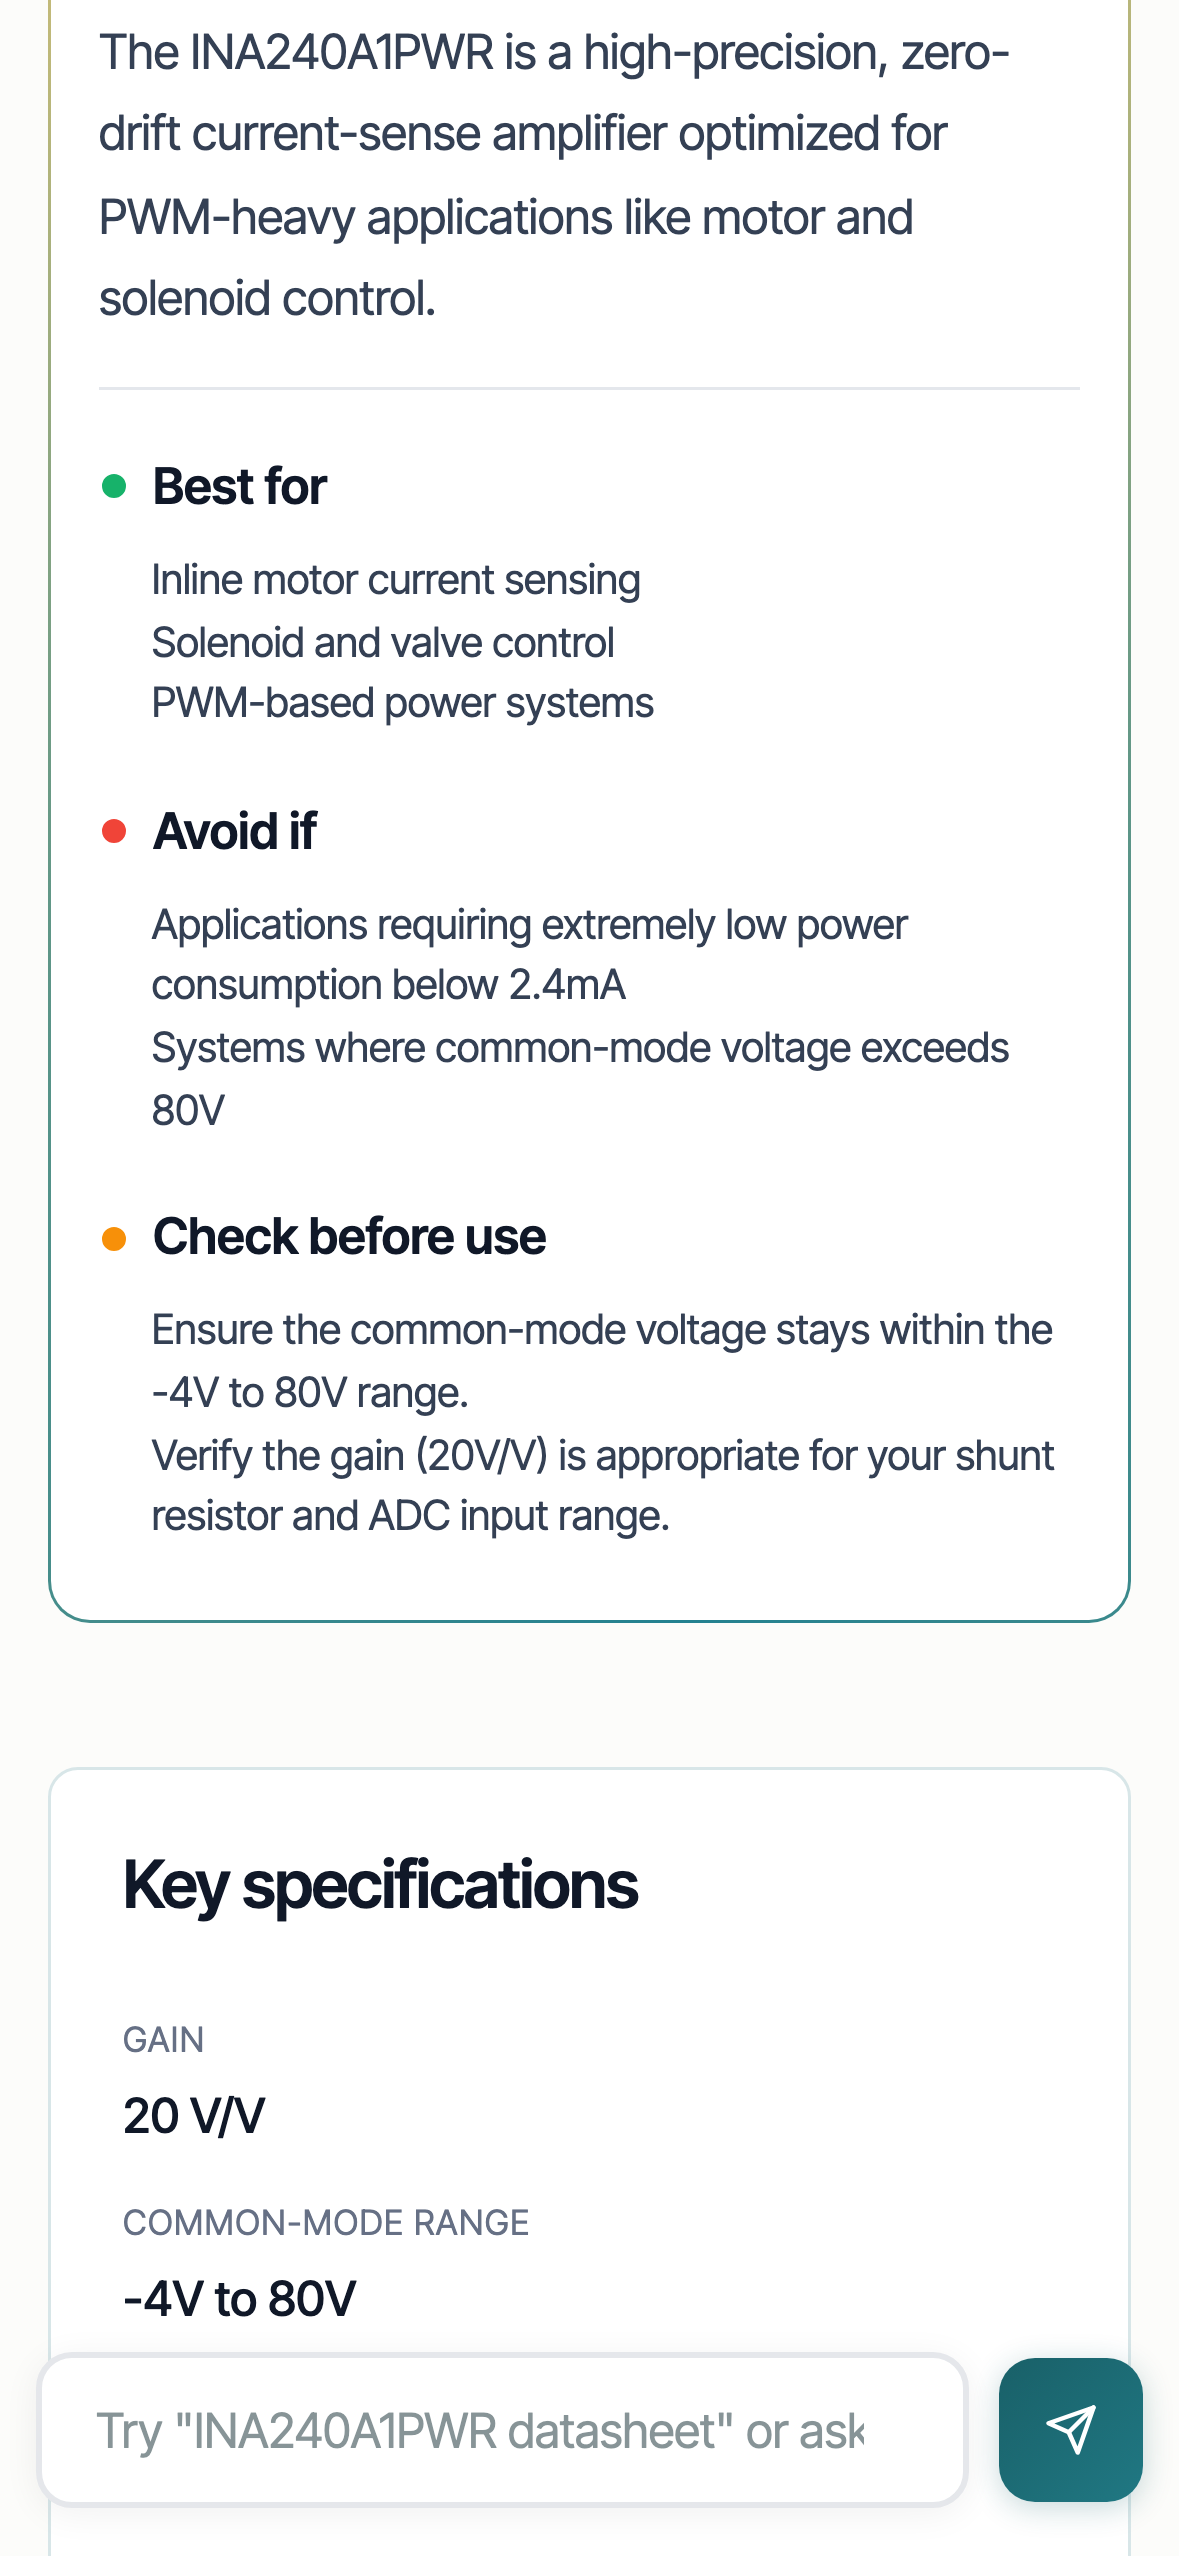 The INA240A1PWR is a high-precision, zero-
drift current-sense amplifier optimized for
PWM-heavy applications like motor and
solenoid control.
Best for
Inline motor current sensing
Solenoid and valve control
PWM-based power systems
Avoid if
Applications requiring extremely low power
consumption below 2.4mA
Systems where common-mode voltage exceeds
80V
Check before use
Ensure the common-mode voltage stays within the
-4V to 80V range.
Verify the gain (20V/V) is appropriate for your shunt
resistor and ADC input range.
Key specifications
GAIN
20 V/V
COMMON-MODE RANGE
-4V to 80V
Try "INA240A1PWR datasheet" or ask